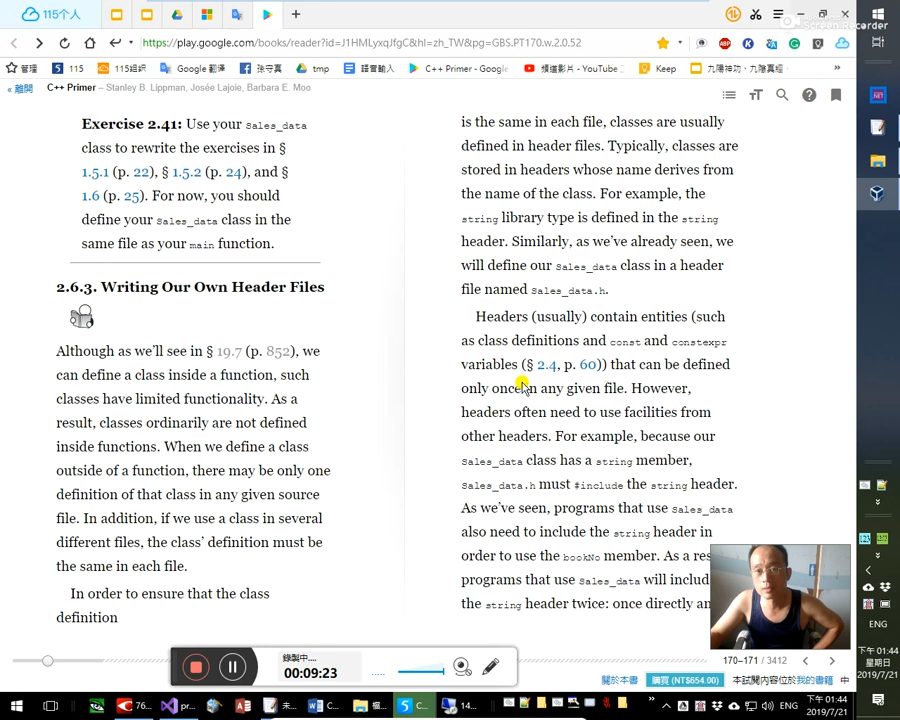 115个人
Screen Recorder
https://play.google.com/books/reader?id=J1HMLyxqJfgC&hl=zh_TW&pg=GBS.PT170.w.2.0.52
管理
115
115組织
Google 翻譯
孫守真
tmp
語音輸入
C++ Primer - Google
頻道影片 - YouTube
Keep
九陽神功、九陰真經
« 離開
C++ Primer – Stanley B. Lippman, Josée Lajoie, Barbara E. Moo
Exercise 2.41: Use your Sales_data
class to rewrite the exercises in §
1.5.1 (p. 22), § 1.5.2 (p. 24), and §
1.6 (p. 25). For now, you should
define your Sales_data class in the
same file as your main function.
2.6.3. Writing Our Own Header Files
Although as we’ll see in § 19.7 (p. 852), we
can define a class inside a function, such
classes have limited functionality. As a
result, classes ordinarily are not defined
inside functions. When we define a class
outside of a function, there may be only one
definition of that class in any given source
file. In addition, if we use a class in several
different files, the class’ definition must be
the same in each file.
In order to ensure that the class
definition
is the same in each file, classes are usually
defined in header files. Typically, classes are
stored in headers whose name derives from
the name of the class. For example, the
string library type is defined in the string
header. Similarly, as we’ve already seen, we
will define our Sales_data class in a header
file named Sales_data.h.
Headers (usually) contain entities (such
as class definitions and const and constexpr
variables (§ 2.4, p. 60)) that can be defined
only once in any given file. However,
headers often need to use facilities from
other headers. For example, because our
Sales_data class has a string member,
Sales_data.h must #include the string header.
As we’ve seen, programs that use Sales_data
also need to include the string header in
order to use the bookNo member. As a res
programs that use Sales_data will includ
the string header twice: once directly an
錄製中....
00:09:23
170–171 / 3412
關於本書
購買 (NT$654.00)
本試閱內容位於我的書籍 中
ENG
下午 01:44
星期日
2019/7/21
76...
P...
未...
C...
W C...
個...
C...
14...
ENG
下午 01:44
2019/7/21